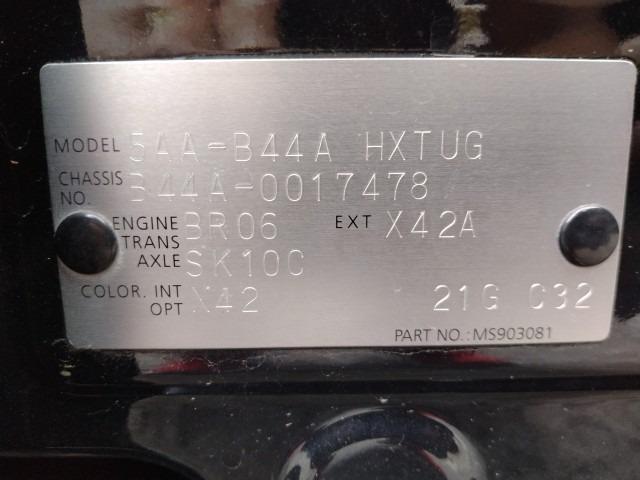 MODEL 5AA-B44A HXTUG
CHASSIS NO. B44A-0017478
ENGINE BR06 EXT X42A
TRANS
AXLE SK10C
COLOR. INT X42 21G C32
OPT
PART NO.: MS903081